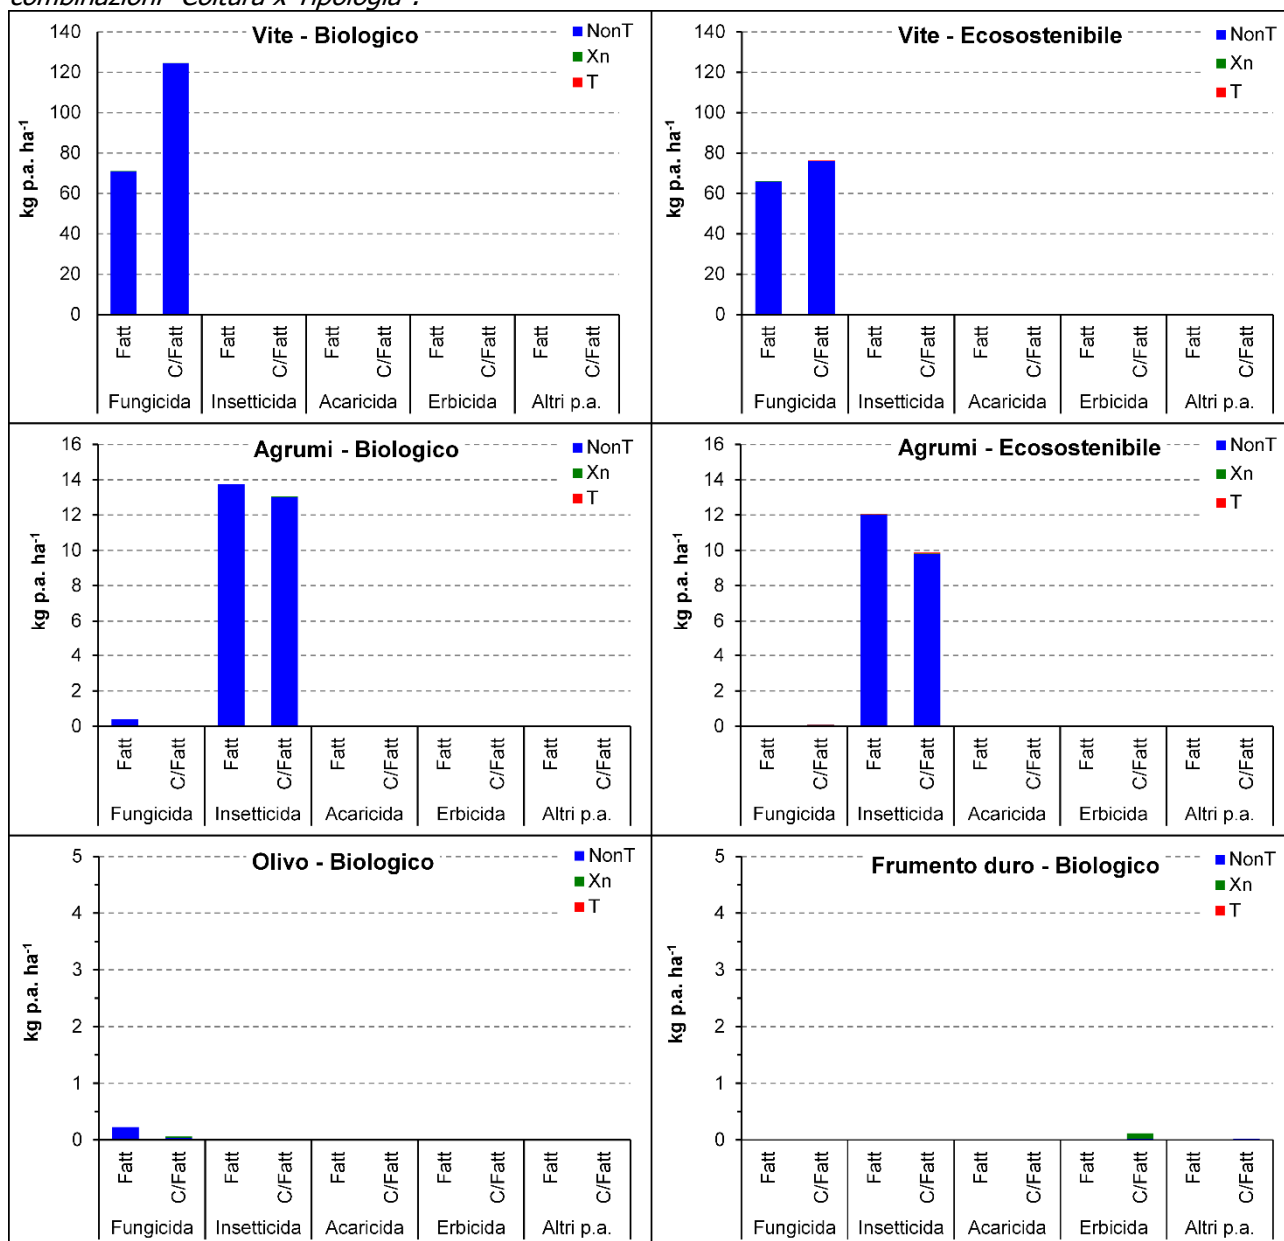 combinazioni "Coltura x Tipologia".
Vite - Biologico
NonT
Xn
T
kg p.a. ha-1
140
120
100
80
60
40
20
0
Fatt
C/Fatt
Fatt
C/Fatt
Fatt
C/Fatt
Fatt
C/Fatt
Fatt
C/Fatt
Fungicida
Insetticida
Acaricida
Erbicida
Altri p.a.
Vite - Ecosostenibile
NonT
Xn
T
kg p.a. ha-1
140
120
100
80
60
40
20
0
Fatt
C/Fatt
Fatt
C/Fatt
Fatt
C/Fatt
Fatt
C/Fatt
Fatt
C/Fatt
Fungicida
Insetticida
Acaricida
Erbicida
Altri p.a.
Agrumi - Biologico
NonT
Xn
T
kg p.a. ha-1
16
14
12
10
8
6
4
2
0
Fatt
C/Fatt
Fatt
C/Fatt
Fatt
C/Fatt
Fatt
C/Fatt
Fatt
C/Fatt
Fungicida
Insetticida
Acaricida
Erbicida
Altri p.a.
Agrumi - Ecosostenibile
NonT
Xn
T
kg p.a. ha-1
16
14
12
10
8
6
4
2
0
Fatt
C/Fatt
Fatt
C/Fatt
Fatt
C/Fatt
Fatt
C/Fatt
Fatt
C/Fatt
Fungicida
Insetticida
Acaricida
Erbicida
Altri p.a.
Olivo - Biologico
NonT
Xn
T
kg p.a. ha-1
5
4
3
2
1
0
Fatt
C/Fatt
Fatt
C/Fatt
Fatt
C/Fatt
Fatt
C/Fatt
Fatt
C/Fatt
Fungicida
Insetticida
Acaricida
Erbicida
Altri p.a.
Frumento duro - Biologico
NonT
Xn
T
kg p.a. ha-1
5
4
3
2
1
0
Fatt
C/Fatt
Fatt
C/Fatt
Fatt
C/Fatt
Fatt
C/Fatt
Fatt
C/Fatt
Fungicida
Insetticida
Acaricida
Erbicida
Altri p.a.